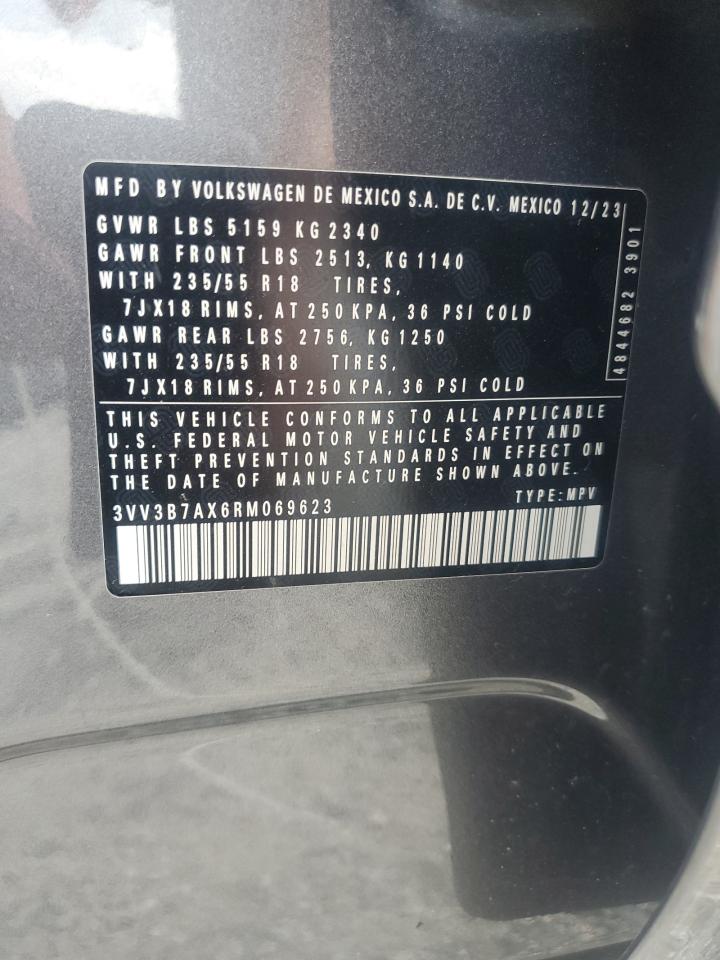 MFD BY VOLKSWAGEN DE MEXICO S.A. DE C.V. MEXICO 12/23
GVWR LBS 5159 KG 2340
GAWR FRONT LBS 2513, KG 1140
WITH 235/55 R18 TIRES,
7JX18 RIMS, AT 250 KPA, 36 PSI COLD
GAWR REAR LBS 2756, KG 1250
WITH 235/55 R18 TIRES,
7JX18 RIMS, AT 250 KPA, 36 PSI COLD
4844682 3901
THIS VEHICLE CONFORMS TO ALL APPLICABLE
U.S. FEDERAL MOTOR VEHICLE SAFETY AND
THEFT PREVENTION STANDARDS IN EFFECT ON
THE DATE OF MANUFACTURE SHOWN ABOVE.
TYPE: MPV
3VV3B7AX6RM069623